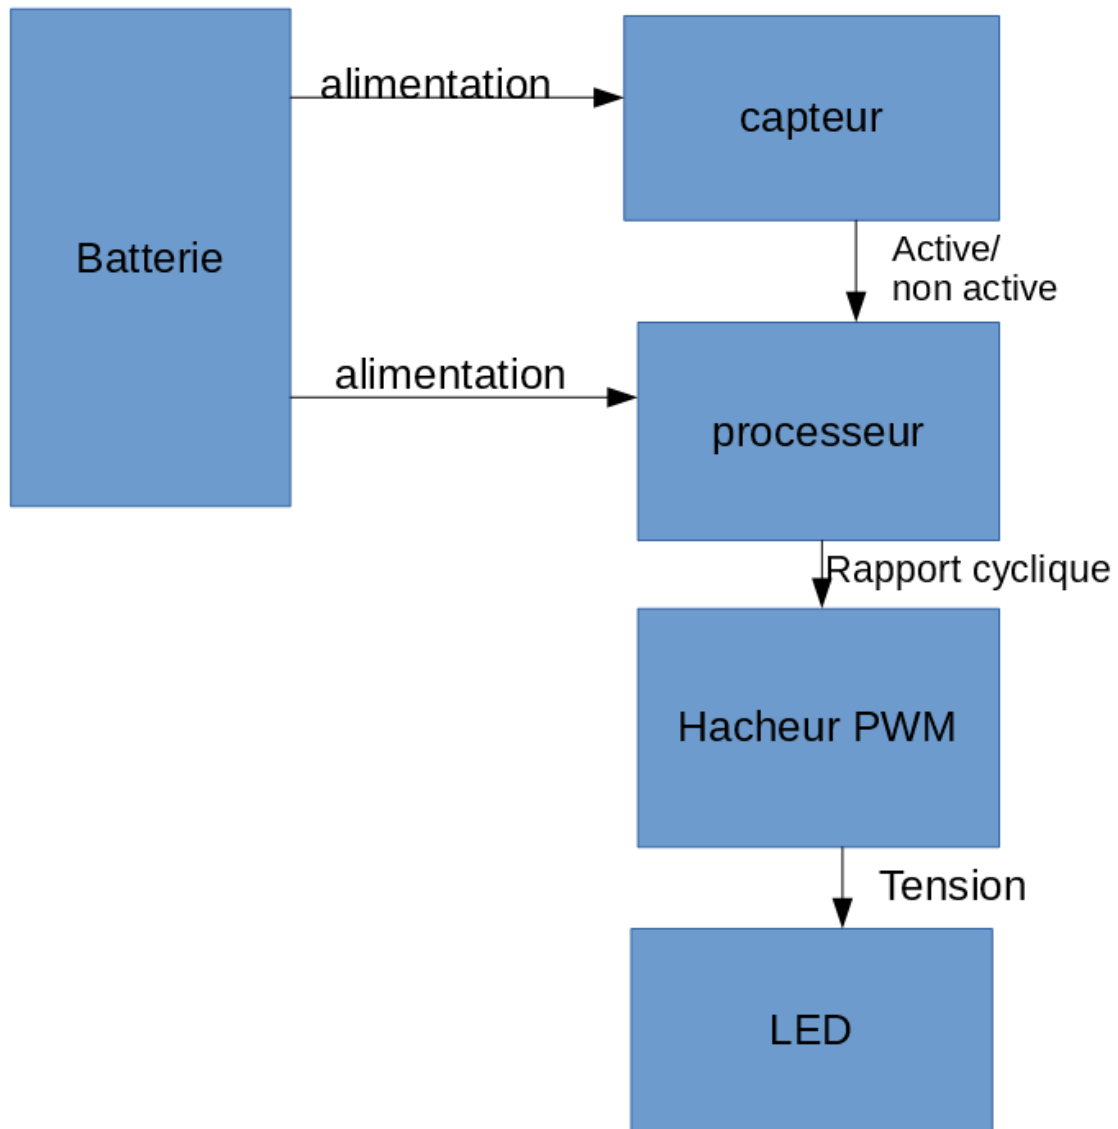 alimentation
capteur
Batterie
Active/
non active
alimentation
processeur
Rapport cyclique
Hacheur PWM
Tension
LED